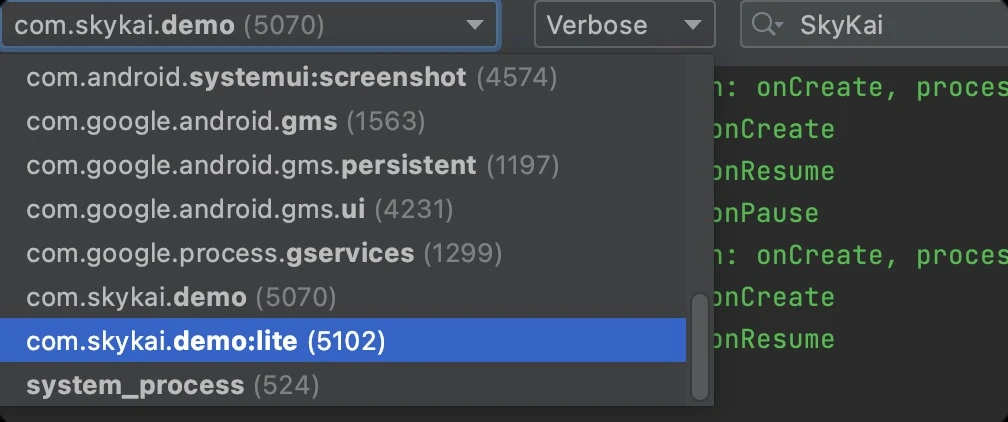 com.skykai.demo (5070) Verbose SkyKai
com.android.systemui:screenshot (4574)
n: onCreate, proces
com.google.android.gms (1563)
onCreate
com.google.android.gms.persistent (1197)
onResume
com.google.android.gms.ui (4231)
onPause
com.google.process.gservices (1299)
n: onCreate, proces
com.skykai.demo (5070)
onCreate
com.skykai.demo:lite (5102)
onResume
system_process (524)